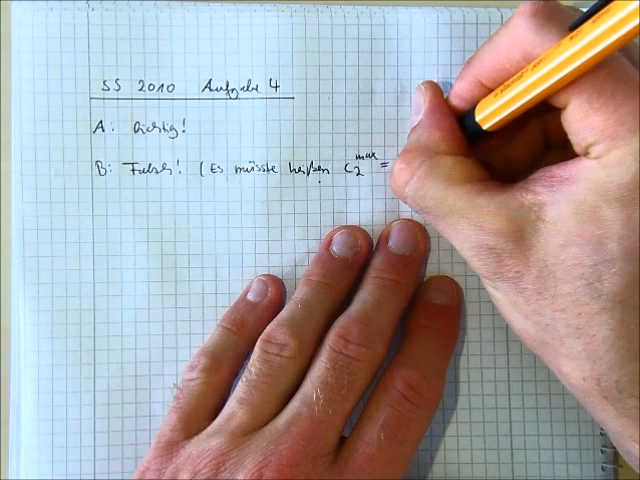 SS 2010 Aufgabe 4
A: Richtig!
B: Falsch! (Es müsste heißen c₂ᵐᵃˣ =